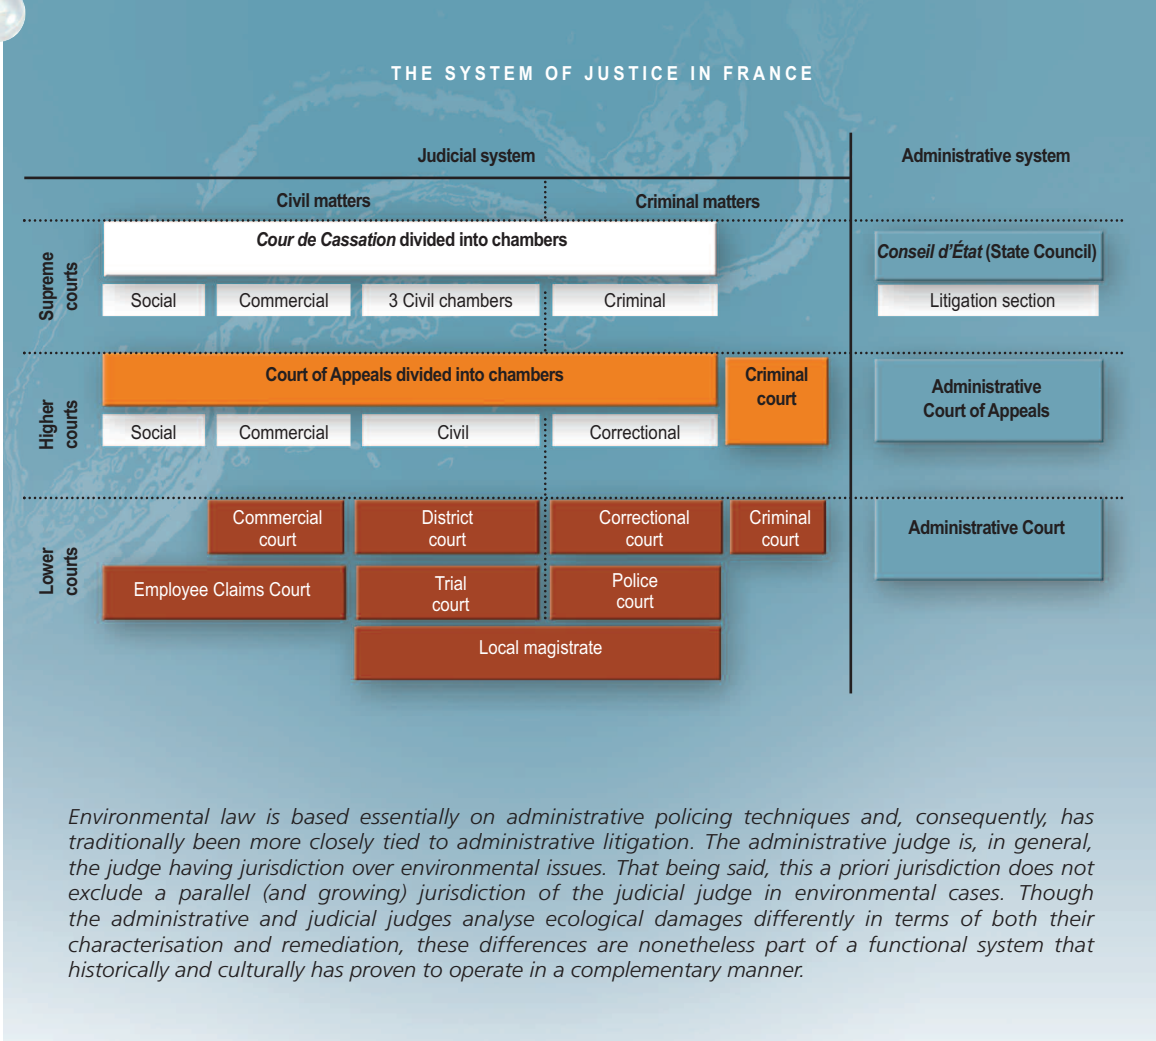 THE SYSTEM OF JUSTICE IN FRANCE
Judicial system
Administrative system
Civil matters
Criminal matters
Supreme
courts
Cour de Cassation divided into chambers
Conseil d'État (State Council)
Social
Commercial
3 Civil chambers
Criminal
Litigation section
Higher
courts
Court of Appeals divided into chambers
Criminal
court
Administrative
Court of Appeals
Social
Commercial
Civil
Correctional
Lower
courts
Commercial
court
District
court
Correctional
court
Criminal
court
Administrative Court
Employee Claims Court
Trial
court
Police
court
Local magistrate
Environmental law is based essentially on administrative policing techniques and, consequently, has
traditionally been more closely tied to administrative litigation. The administrative judge is, in general,
the judge having jurisdiction over environmental issues. That being said, this a priori jurisdiction does not
exclude a parallel (and growing) jurisdiction of the judicial judge in environmental cases. Though
the administrative and judicial judges analyse ecological damages differently in terms of both their
characterisation and remediation, these differences are nonetheless part of a functional system that
historically and culturally has proven to operate in a complementary manner.